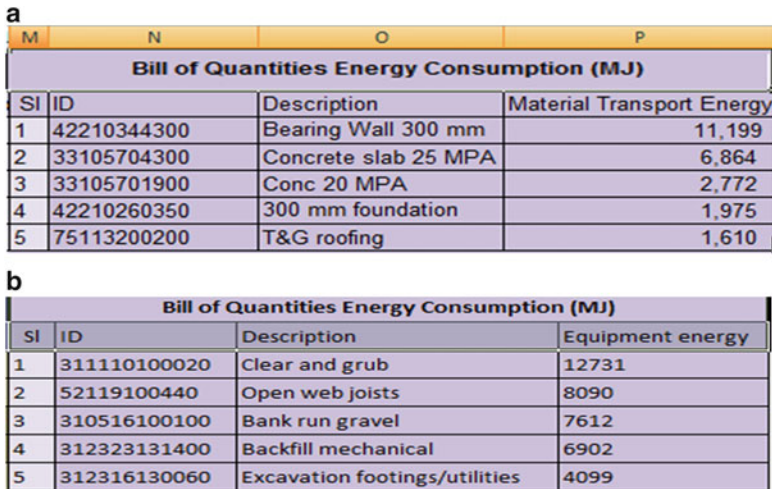 a
M N O P
Bill of Quantities Energy Consumption (MJ)
Sl ID Description Material Transport Energy
1 42210344300 Bearing Wall 300 mm 11,199
2 33105704300 Concrete slab 25 MPA 6,864
3 33105701900 Conc 20 MPA 2,772
4 42210260350 300 mm foundation 1,975
5 75113200200 T&G roofing 1,610
b
Bill of Quantities Energy Consumption (MJ)
Sl ID Description Equipment energy
1 311110100020 Clear and grub 12731
2 52119100440 Open web joists 8090
3 310516100100 Bank run gravel 7612
4 312323131400 Backfill mechanical 6902
5 312316130060 Excavation footings/utilities 4099